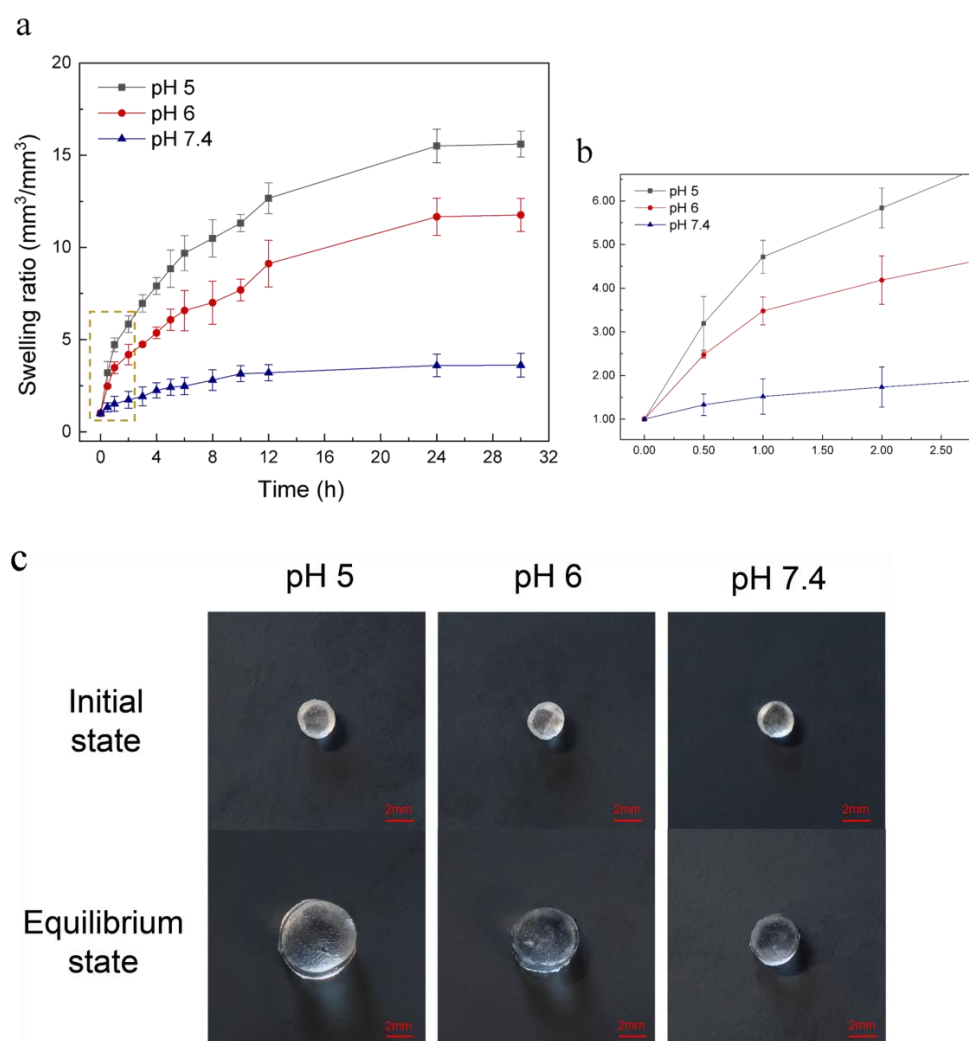 a
20
15
10
5
0
Swelling ratio (mm³/mm³)
pH 5
pH 6
pH 7.4
0 4 8 12 16 20 24 28 32
Time (h)
b
6.00
5.00
4.00
3.00
2.00
1.00
pH 5
pH 6
pH 7.4
0.00 0.50 1.00 1.50 2.00 2.50
c
pH 5 pH 6 pH 7.4
Initial
state
2mm 2mm 2mm
Equilibrium
state
2mm 2mm 2mm